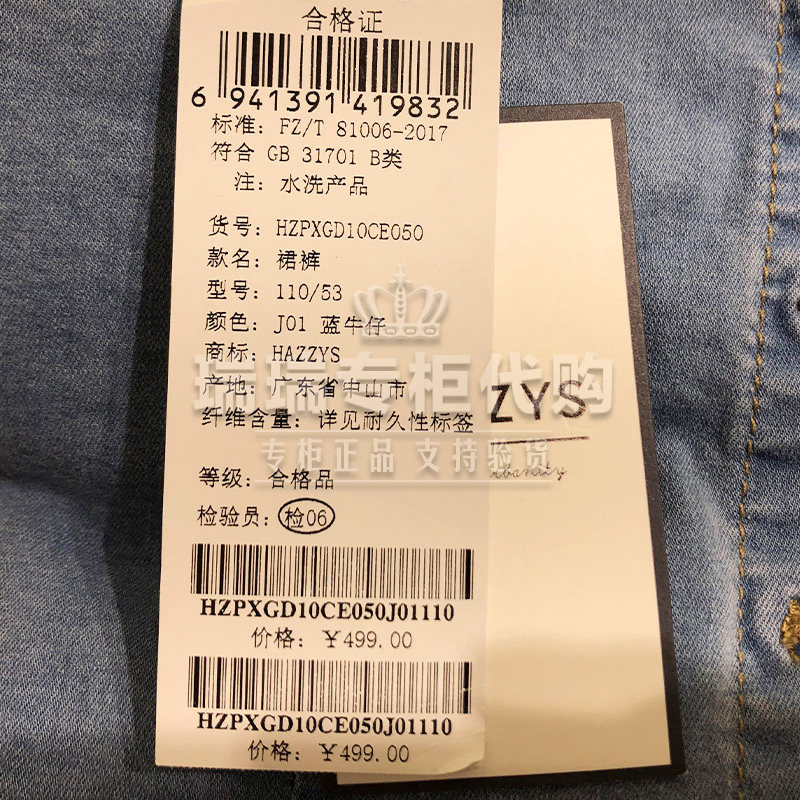 合格证
6 941391 419832
标准: FZ/T 81006-2017
符合 GB 31701 B类
注: 水洗产品
货号: HZPXGD10CE050
款名: 裙裤
型号: 110/53
颜色: J01 蓝牛仔
商标: HAZZYS
瑞瑞专柜代购
产地: 广东省中山市
ZYS
纤维含量: 详见耐久性标签
专柜正品 支持验货
等级: 合格品
检验员: 检06
HZPXGD10CE050J01110
价格: ¥499.00
HZPXGD10CE050J01110
价格: ¥499.00